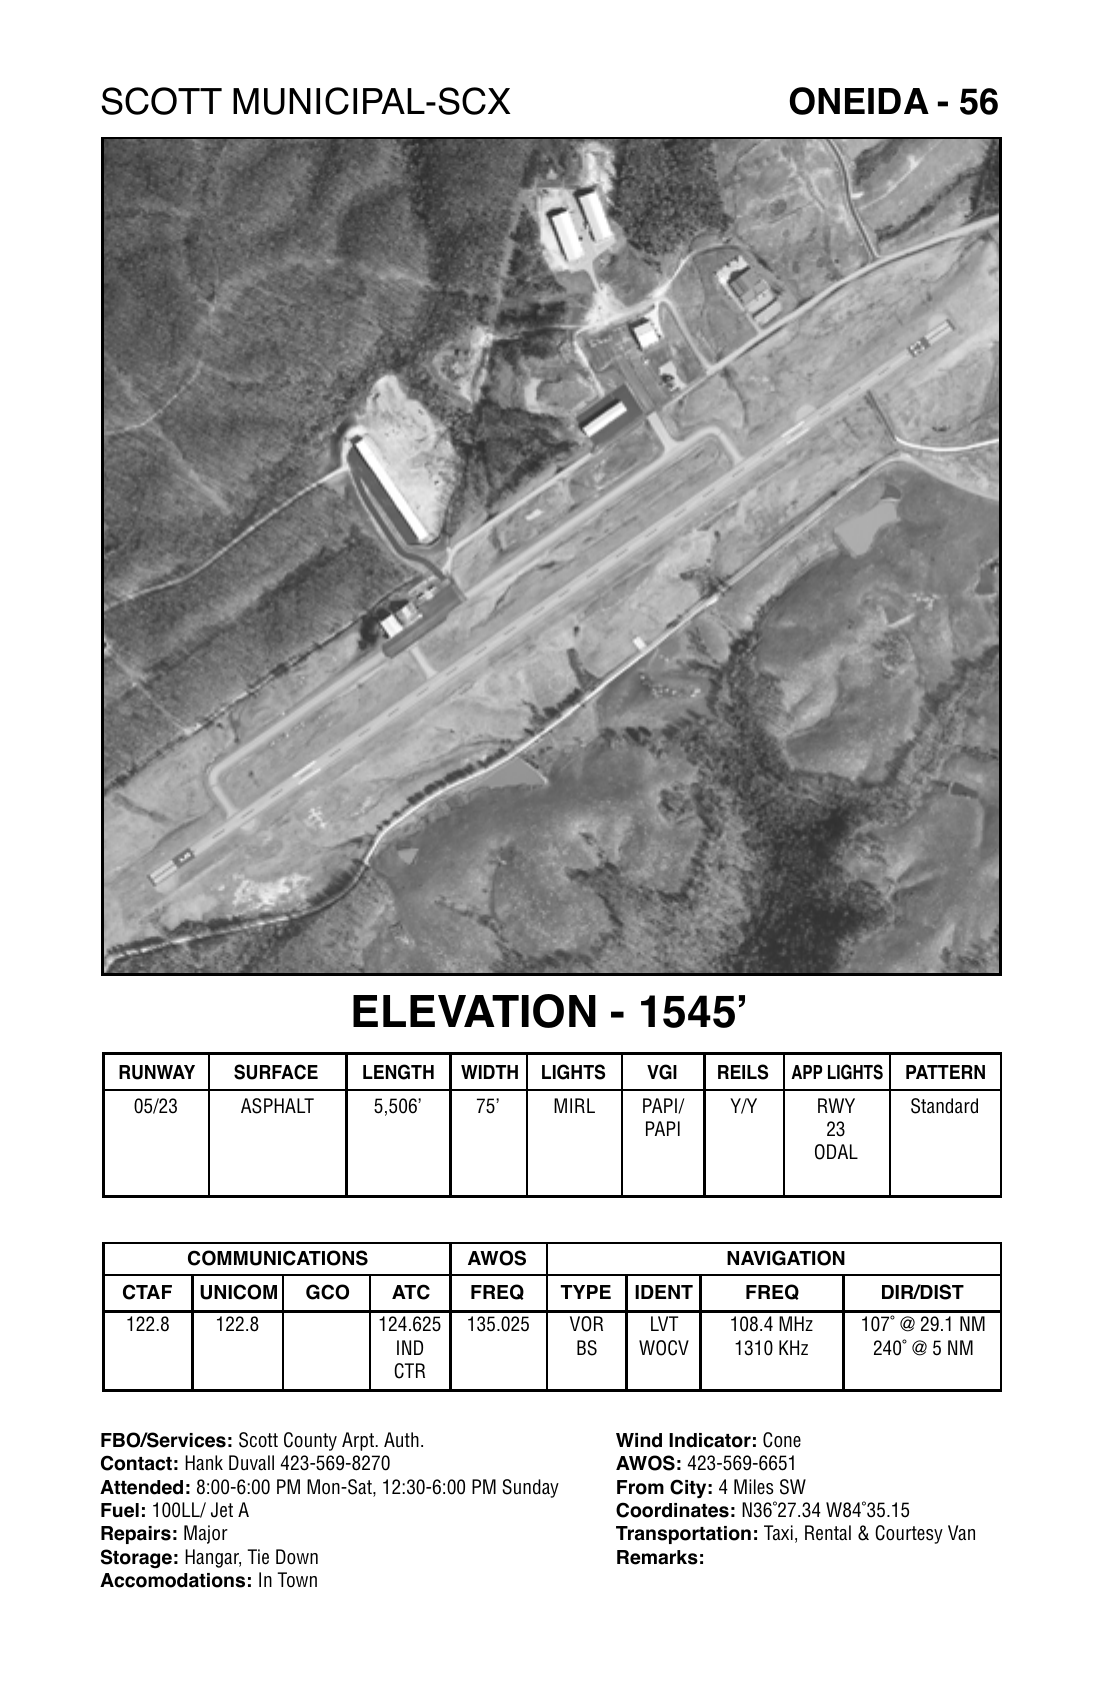 SCOTT MUNICIPAL-SCX ONEIDA - 56
ELEVATION - 1545’
RUNWAY SURFACE LENGTH WIDTH LIGHTS VGI REILS APP LIGHTS PATTERN
05/23 ASPHALT 5,506’ 75’ MIRL PAPI/ Y/Y RWY Standard
PAPI 23
ODAL
COMMUNICATIONS AWOS NAVIGATION
CTAF UNICOM GCO ATC FREQ TYPE IDENT FREQ DIR/DIST
122.8 122.8 124.625 135.025 VOR LVT 108.4 MHz 107˚ @ 29.1 NM
IND BS WOCV 1310 KHz 240˚ @ 5 NM
CTR
FBO/Services: Scott County Arpt. Auth.
Contact: Hank Duvall 423-569-8270
Attended: 8:00-6:00 PM Mon-Sat, 12:30-6:00 PM Sunday
Fuel: 100LL/ Jet A
Repairs: Major
Storage: Hangar, Tie Down
Accomodations: In Town
Wind Indicator: Cone
AWOS: 423-569-6651
From City: 4 Miles SW
Coordinates: N36˚27.34 W84˚35.15
Transportation: Taxi, Rental & Courtesy Van
Remarks: